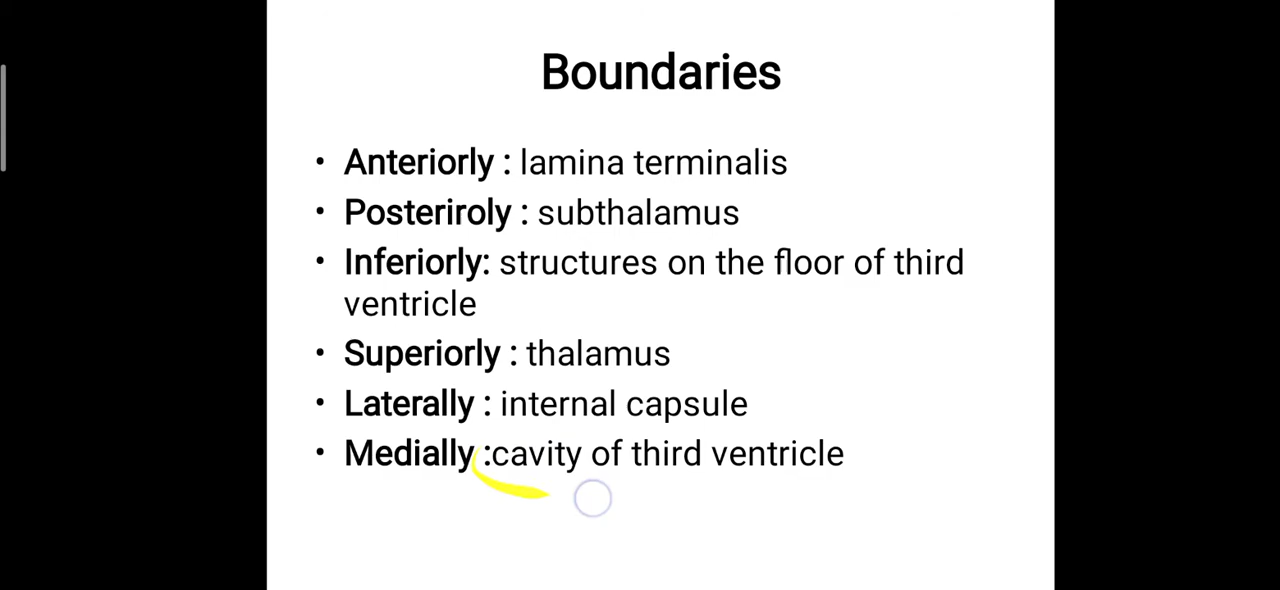 Boundaries
• Anteriorly : lamina terminalis
• Posteriroly : subthalamus
• Inferiorly: structures on the floor of third
ventricle
• Superiorly : thalamus
• Laterally : internal capsule
• Medially :cavity of third ventricle